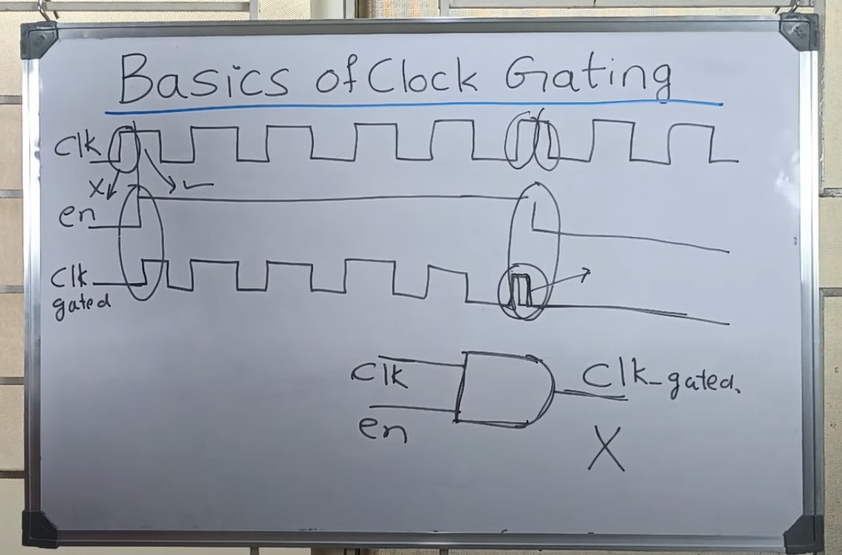 Basics of Clock Gating
Clk
X ✓
en
Clk
gated
Clk Clk_gated.
en
X